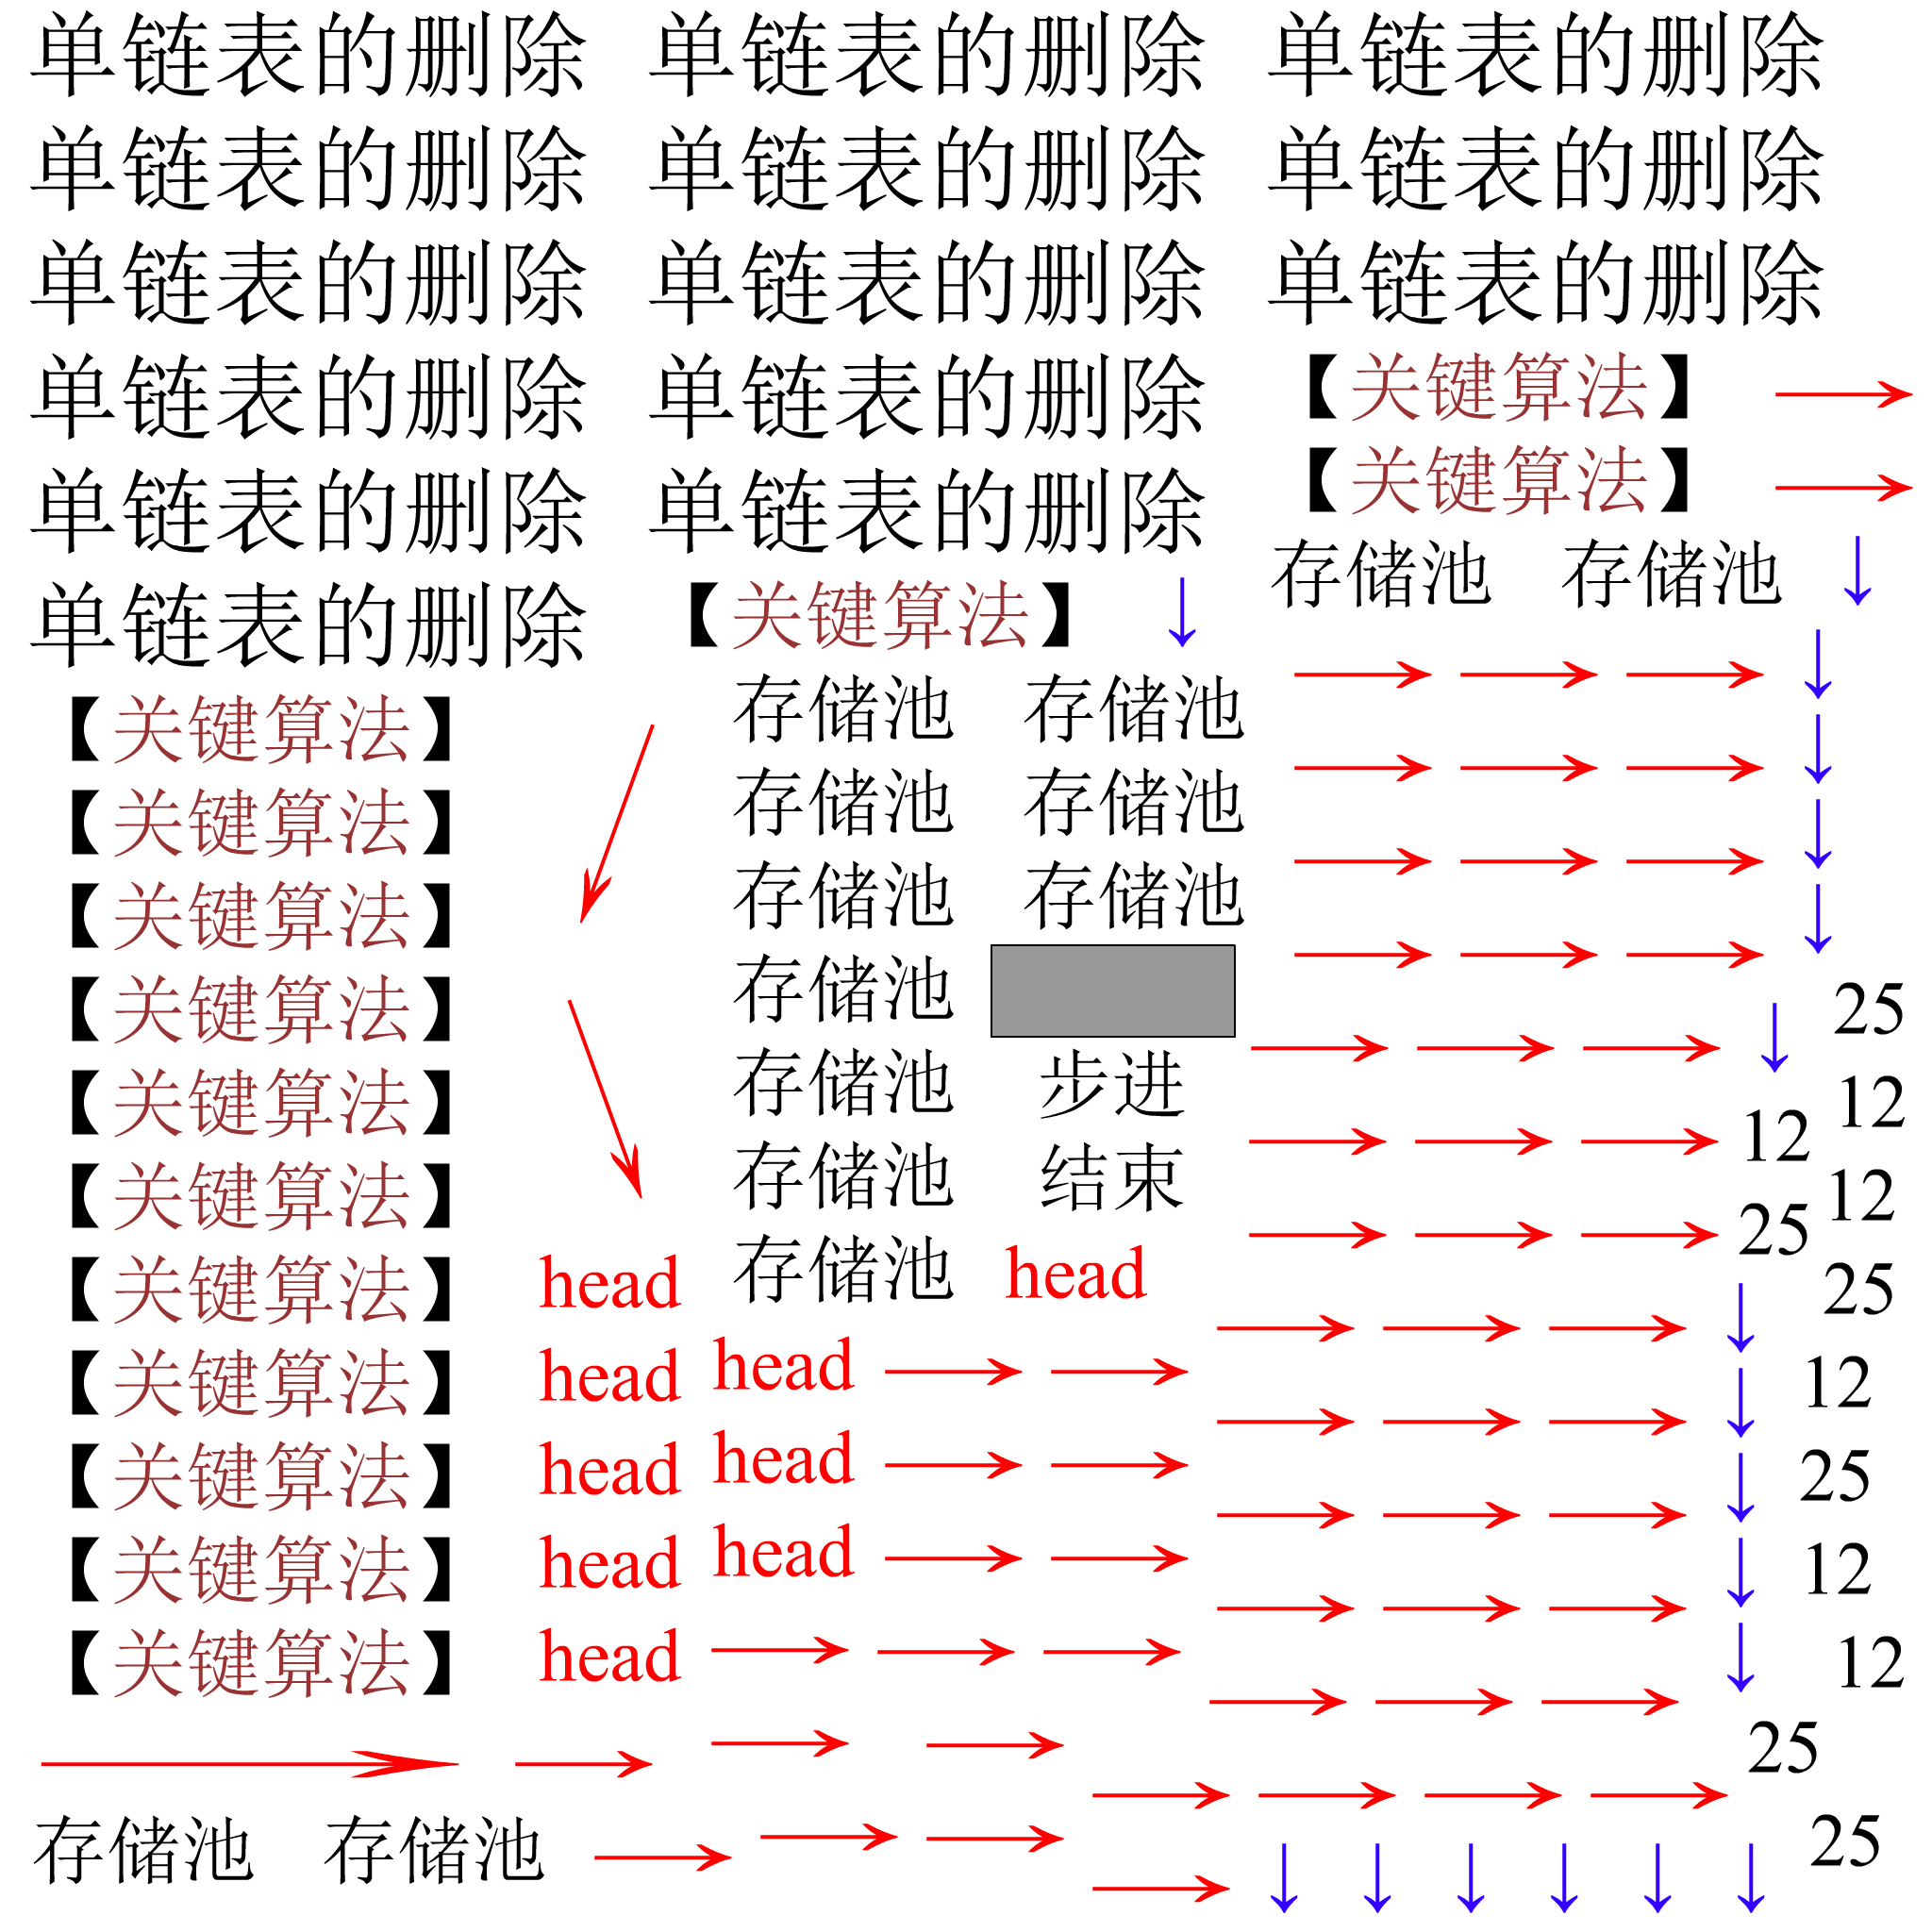 单链表的删除 单链表的删除 单链表的删除
单链表的删除 单链表的删除 单链表的删除
单链表的删除 单链表的删除 单链表的删除
单链表的删除 单链表的删除 【关键算法】
单链表的删除 单链表的删除 【关键算法】
存储池 存储池
单链表的删除 【关键算法】
存储池 存储池
【关键算法】
存储池 存储池
【关键算法】
存储池 存储池
【关键算法】
存储池
【关键算法】
25
存储池 步进
【关键算法】
12
12
存储池 结束
【关键算法】
12
25
存储池 head
【关键算法】 head
25
head
【关键算法】 head
12
head
【关键算法】 head
25
head
【关键算法】 head
12
【关键算法】 head
12
25
存储池 存储池
25